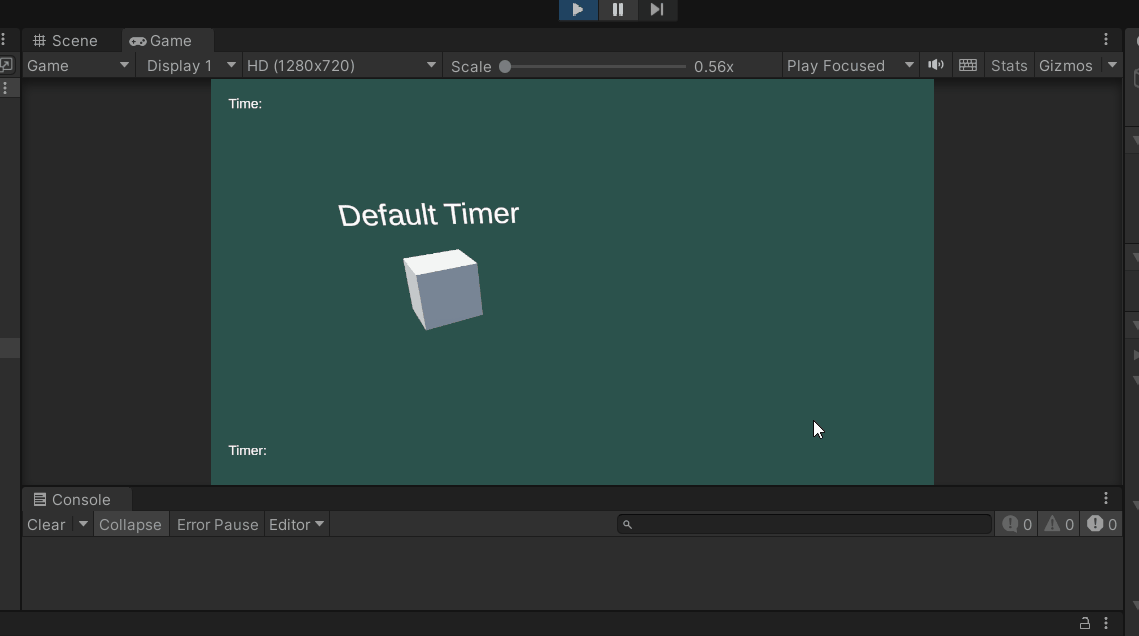 Scene Game
Game Display 1 HD (1280x720) Scale 0.56x Play Focused Stats Gizmos
Time:
Default Timer
Timer:
Console
Clear Collapse Error Pause Editor 0 0 0